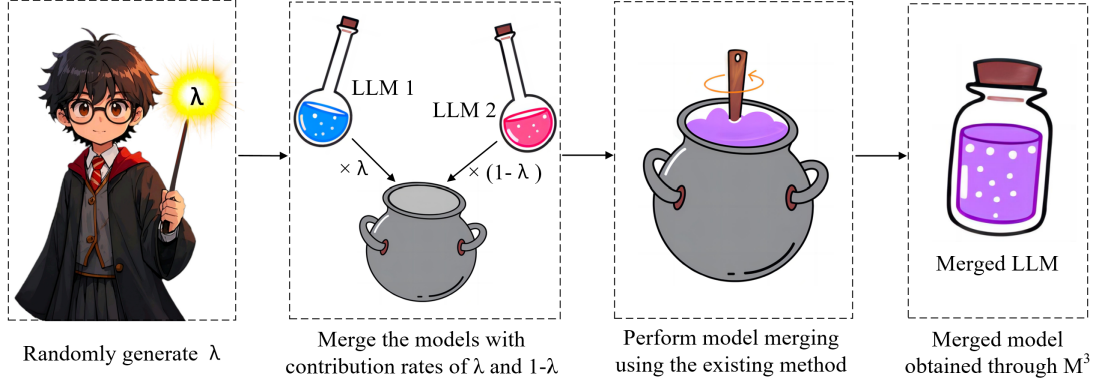 λ
LLM 1
LLM 2
× λ
× (1- λ )
Merged LLM
Randomly generate λ
Merge the models with
contribution rates of λ and 1-λ
Perform model merging
using the existing method
Merged model
obtained through M³